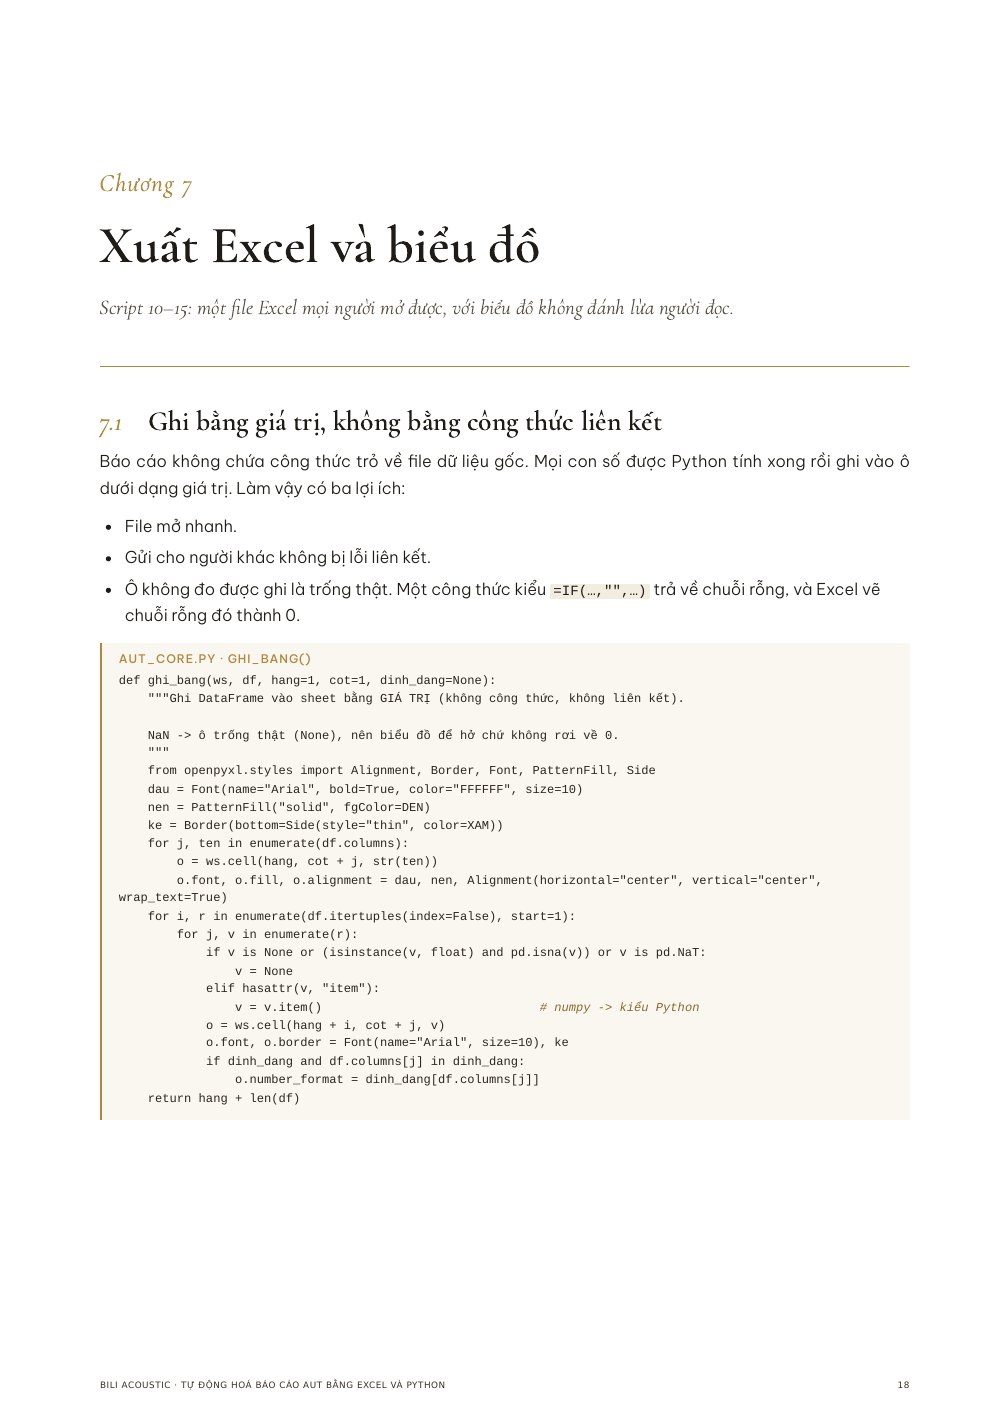 Chương 7
Xuất Excel và biểu đồ
Script 10–15: một file Excel mọi người mở được, với biểu đồ không đánh lừa người đọc.
7.1 Ghi bằng giá trị, không bằng công thức liên kết
Báo cáo không chứa công thức trỏ về file dữ liệu gốc. Mọi con số được Python tính xong rồi ghi vào ô
dưới dạng giá trị. Làm vậy có ba lợi ích:
• File mở nhanh.
• Gửi cho người khác không bị lỗi liên kết.
• Ô không đo được ghi là trống thật. Một công thức kiểu =IF(…,"",…) trả về chuỗi rỗng, và Excel vẽ
chuỗi rỗng đó thành 0.
AUT_CORE.PY · GHI_BANG()
def ghi_bang(ws, df, hang=1, cot=1, dinh_dang=None):
    """Ghi DataFrame vào sheet bằng GIÁ TRỊ (không công thức, không liên kết).
    NaN -> ô trống thật (None), nên biểu đồ để hở chứ không rơi về 0.
    """
    from openpyxl.styles import Alignment, Border, Font, PatternFill, Side
    dau = Font(name="Arial", bold=True, color="FFFFFF", size=10)
    nen = PatternFill("solid", fgColor=DEN)
    ke = Border(bottom=Side(style="thin", color=XAM))
    for j, ten in enumerate(df.columns):
        o = ws.cell(hang, cot + j, str(ten))
        o.font, o.fill, o.alignment = dau, nen, Alignment(horizontal="center", vertical="center",
wrap_text=True)
    for i, r in enumerate(df.itertuples(index=False), start=1):
        for j, v in enumerate(r):
            if v is None or (isinstance(v, float) and pd.isna(v)) or v is pd.NaT:
                v = None
            elif hasattr(v, "item"):
                v = v.item()                              # numpy -> kiểu Python
            o = ws.cell(hang + i, cot + j, v)
            o.font, o.border = Font(name="Arial", size=10), ke
            if dinh_dang and df.columns[j] in dinh_dang:
                o.number_format = dinh_dang[df.columns[j]]
    return hang + len(df)
BILI ACOUSTIC · TỰ ĐỘNG HOÁ BÁO CÁO AUT BẰNG EXCEL VÀ PYTHON 18